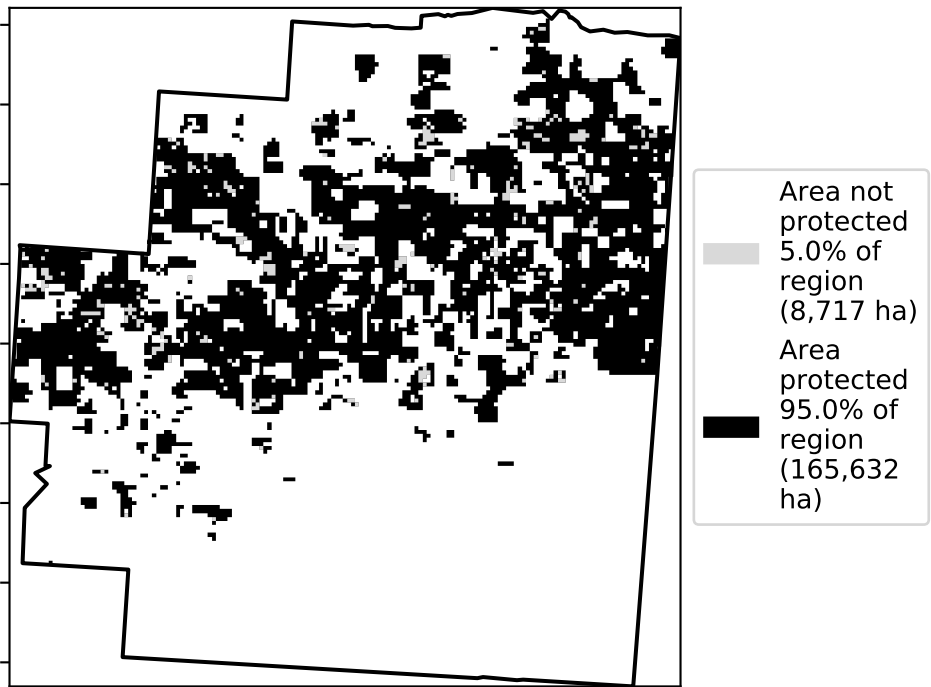 Area not
protected
5.0% of
region
(8,717 ha)
Area
protected
95.0% of
region
(165,632
ha)